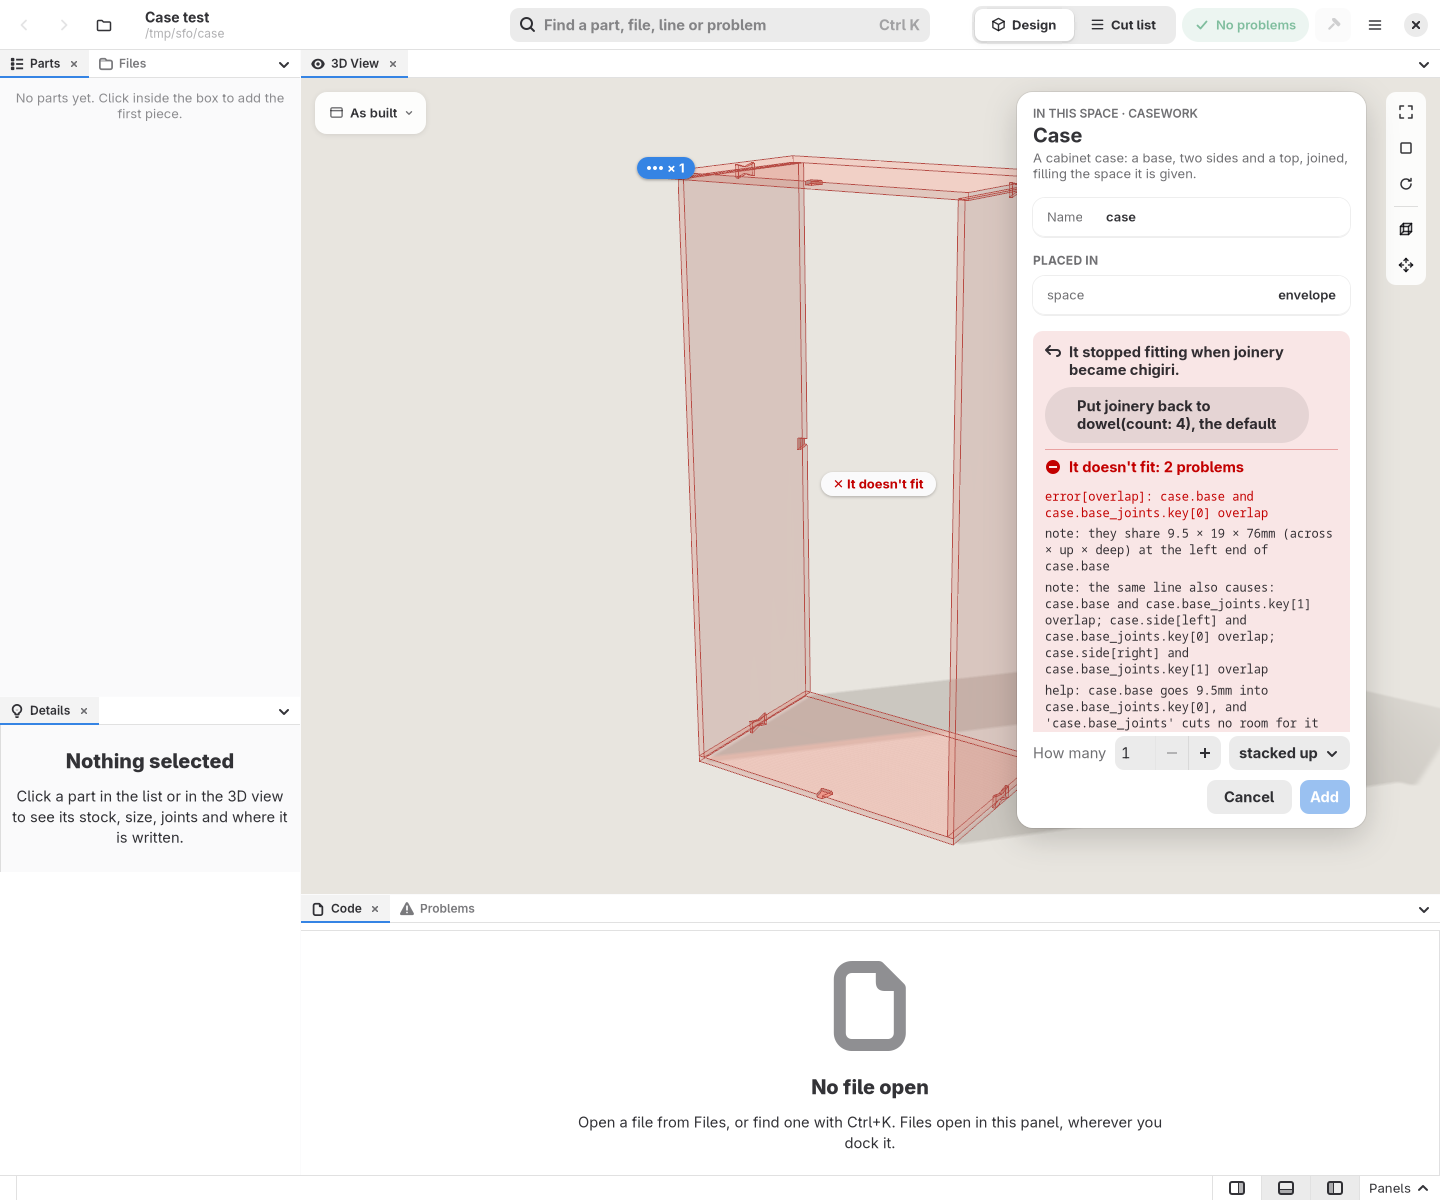 Case test
/tmp/sfo/case
Find a part, file, line or problem
Ctrl K
Design
Cut list
No problems
Parts
Files
3D View
No parts yet. Click inside the box to add the
first piece.
As built
••• × 1
It doesn't fit
IN THIS SPACE · CASEWORK
Case
A cabinet case: a base, two sides and a top, joined,
filling the space it is given.
Name
case
PLACED IN
space
envelope
It stopped fitting when joinery
became chigiri.
Put joinery back to
dowel(count: 4), the default
It doesn't fit: 2 problems
error[overlap]: case.base and
case.base_joints.key[0] overlap
note: they share 9.5 × 19 × 76mm (across
× up × deep) at the left end of
case.base
note: the same line also causes:
case.base and case.base_joints.key[1]
overlap; case.side[left] and
case.base_joints.key[0] overlap;
case.side[right] and
case.base_joints.key[1] overlap
help: case.base goes 9.5mm into
case.base_joints.key[0], and
'case.base_joints' cuts no room for it
How many
1
stacked up
Cancel
Add
Details
Nothing selected
Click a part in the list or in the 3D view
to see its stock, size, joints and where it
is written.
Code
Problems
No file open
Open a file from Files, or find one with Ctrl+K. Files open in this panel, wherever you
dock it.
Panels